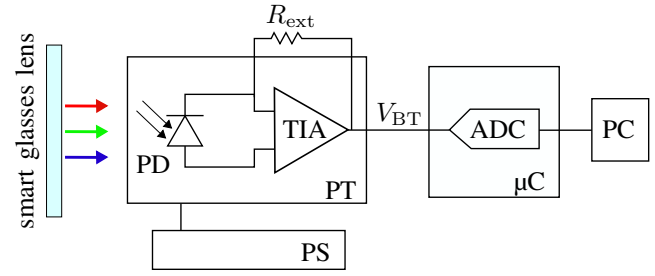 smart glasses lens
R_ext
PD
TIA
PT
V_BT
ADC
µC
PC
PS